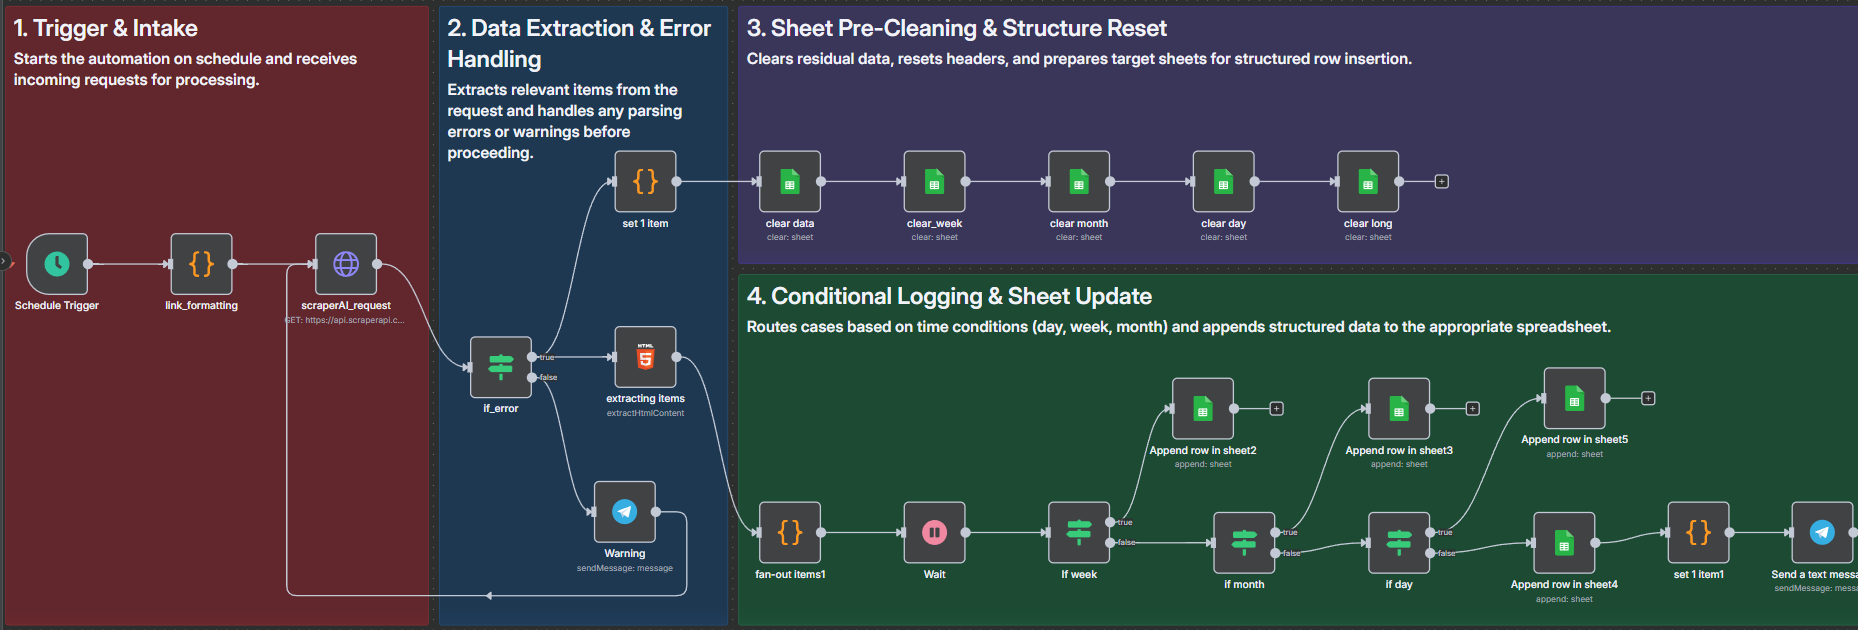 1. Trigger & Intake
Starts the automation on schedule and receives
incoming requests for processing.
Schedule Trigger
link_formatting
scraperAI_request
GET: https://api.scraperapi.c...
2. Data Extraction & Error
Handling
Extracts relevant items from the
request and handles any parsing
errors or warnings before
proceeding.
set 1 item
true
false
if_error
HTML
5
extracting items
extractHtmlContent
Warning
sendMessage: message
3. Sheet Pre-Cleaning & Structure Reset
Clears residual data, resets headers, and prepares target sheets for structured row insertion.
clear data
clear: sheet
clear_week
clear: sheet
clear month
clear: sheet
clear day
clear: sheet
clear long
clear: sheet
4. Conditional Logging & Sheet Update
Routes cases based on time conditions (day, week, month) and appends structured data to the appropriate spreadsheet.
Append row in sheet2
append: sheet
Append row in sheet3
append: sheet
Append row in sheet5
append: sheet
fan-out items1
Wait
true
false
If week
true
false
if month
true
false
if day
Append row in sheet4
append: sheet
set 1 item1
Send a text messa
sendMessage: messa